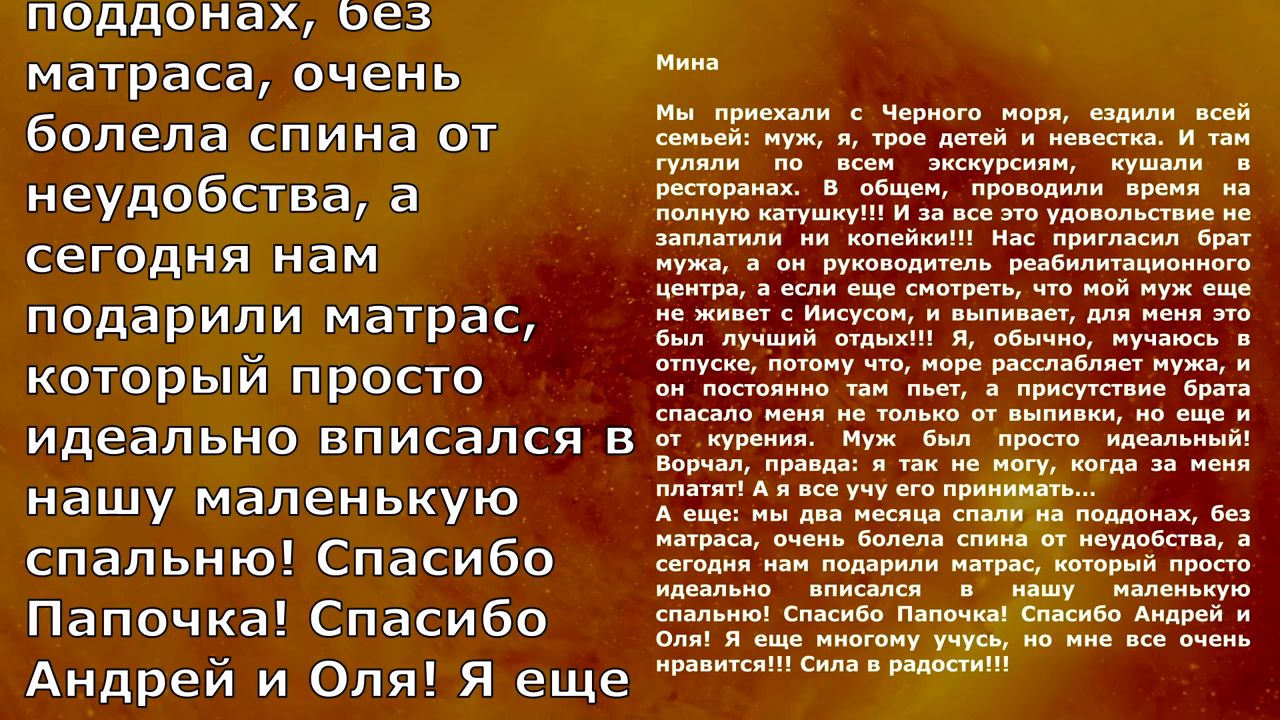 поддонах, без
матраса, очень
болела спина от
неудобства, а
сегодня нам
подарили матрас,
который просто
идеально вписался в
нашу маленькую
спальню! Спасибо
Папочка! Спасибо
Андрей и Оля! Я еще
Мина
Мы приехали с Черного моря, ездили всей
семьей: муж, я, трое детей и невестка. И там
гуляли по всем экскурсиям, кушали в
ресторанах. В общем, проводили время на
полную катушку!!! И за все это удовольствие не
заплатили ни копейки!!! Нас пригласил брат
мужа, а он руководитель реабилитационного
центра, а если еще смотреть, что мой муж еще
не живет с Иисусом, и выпивает, для меня это
был лучший отдых!!! Я, обычно, мучаюсь в
отпуске, потому что, море расслабляет мужа, и
он постоянно там пьет, а присутствие брата
спасало меня не только от выпивки, но еще и
от курения. Муж был просто идеальный!
Ворчал, правда: я так не могу, когда за меня
платят! А я все учу его принимать...
А еще: мы два месяца спали на поддонах, без
матраса, очень болела спина от неудобства, а
сегодня нам подарили матрас, который просто
идеально вписался в нашу маленькую
спальню! Спасибо Папочка! Спасибо Андрей и
Оля! Я еще многому учусь, но мне все очень
нравится!!! Сила в радости!!!